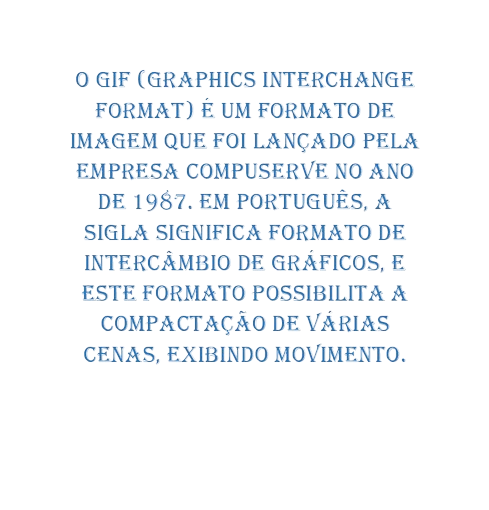 O GIF (GRAPHICS INTERCHANGE
FORMAT) É UM FORMATO DE
IMAGEM QUE FOI LANÇADO PELA
EMPRESA COMPUSERVE NO ANO
DE 1987. EM PORTUGUÊS, A
SIGLA SIGNIFICA FORMATO DE
INTERCÂMBIO DE GRÁFICOS, E
ESTE FORMATO POSSIBILITA A
COMPACTAÇÃO DE VÁRIAS
CENAS, EXIBINDO MOVIMENTO.